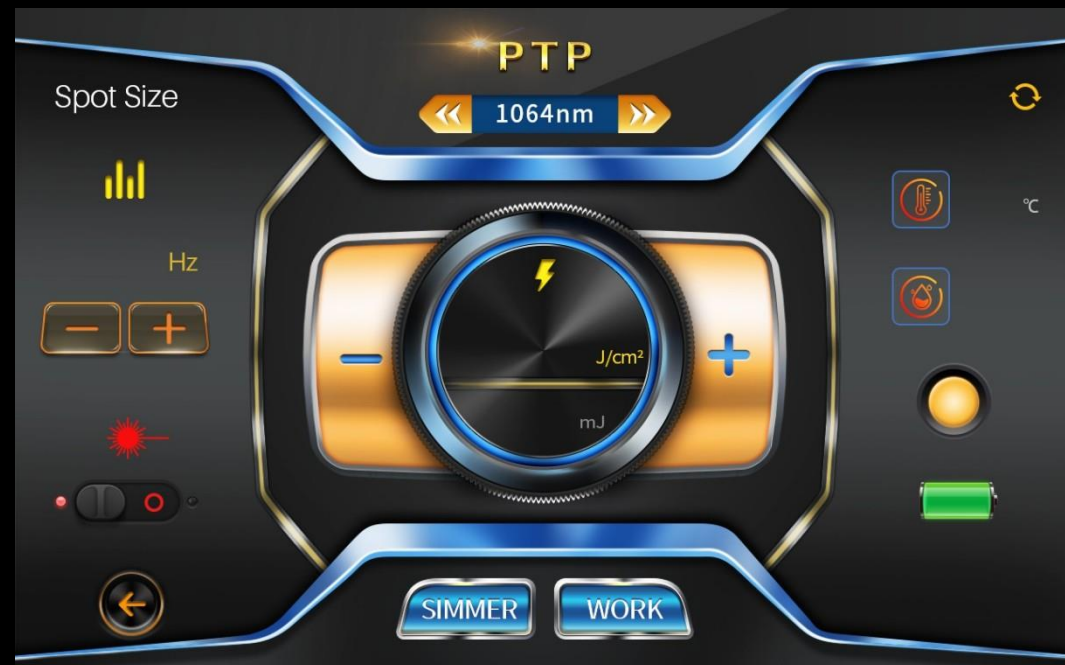 PTP
Spot Size
1064nm
°C
Hz
J/cm²
mJ
SIMMER
WORK